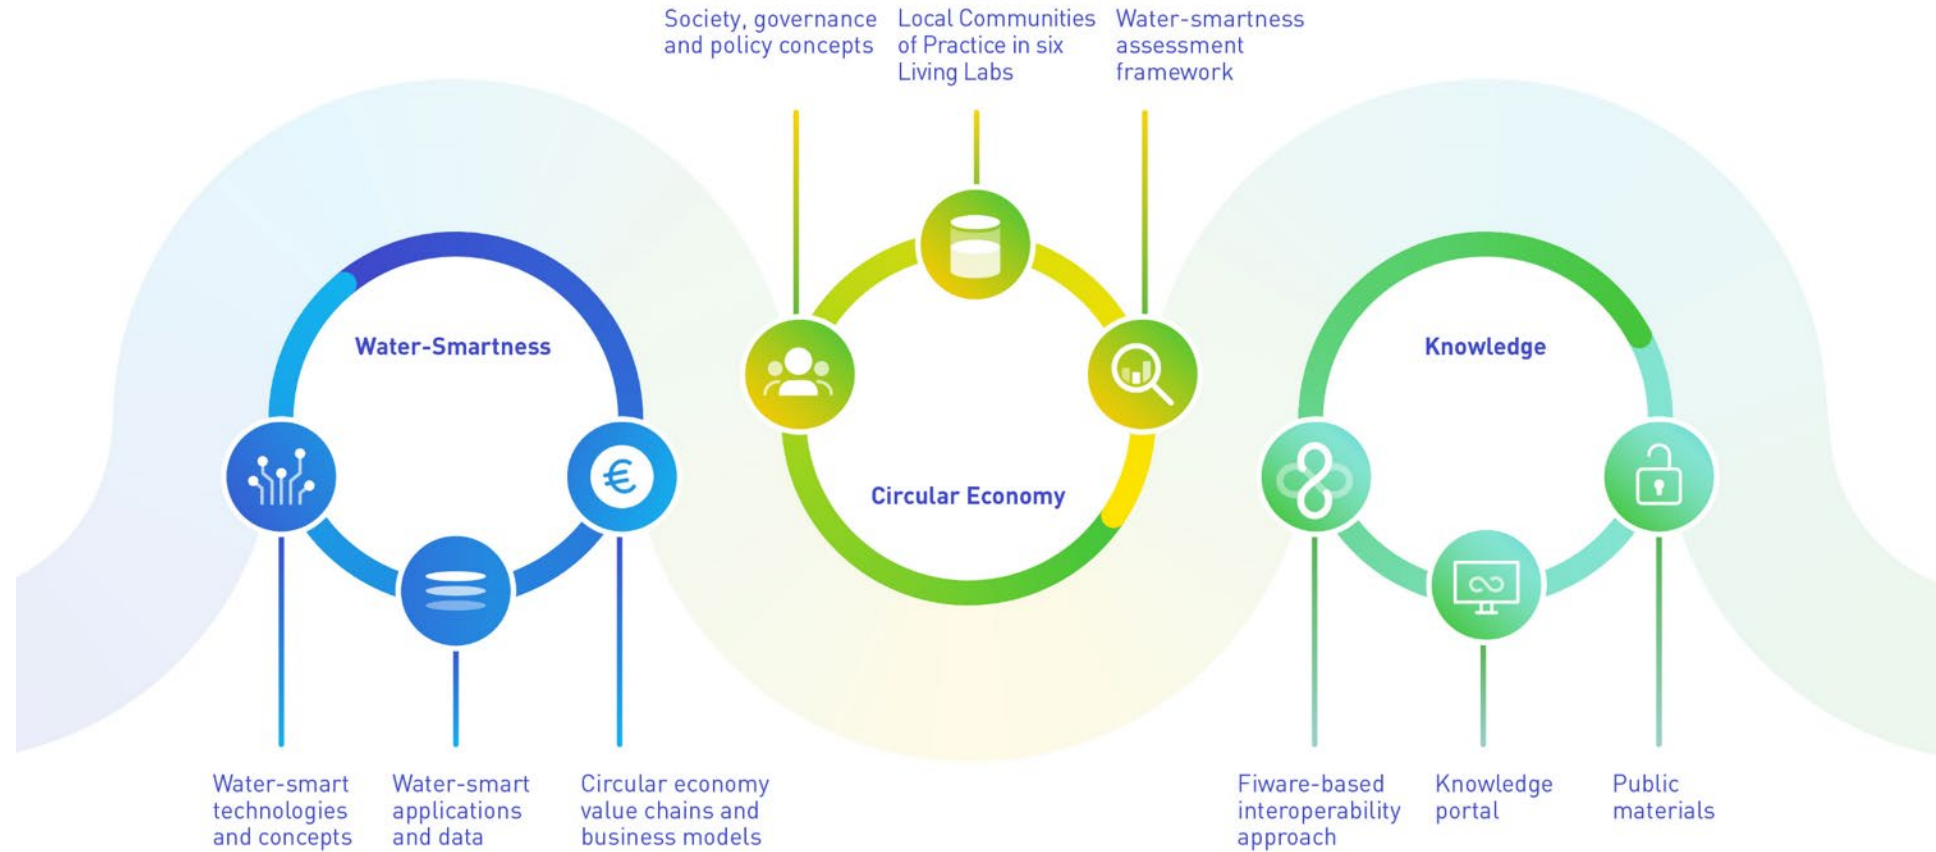 Society, governance
and policy concepts
Local Communities
of Practice in six
Living Labs
Water-smartness
assessment
framework
Water-Smartness
Circular Economy
Knowledge
€
Water-smart
technologies
and concepts
Water-smart
applications
and data
Circular economy
value chains and
business models
Fiware-based
interoperability
approach
Knowledge
portal
Public
materials